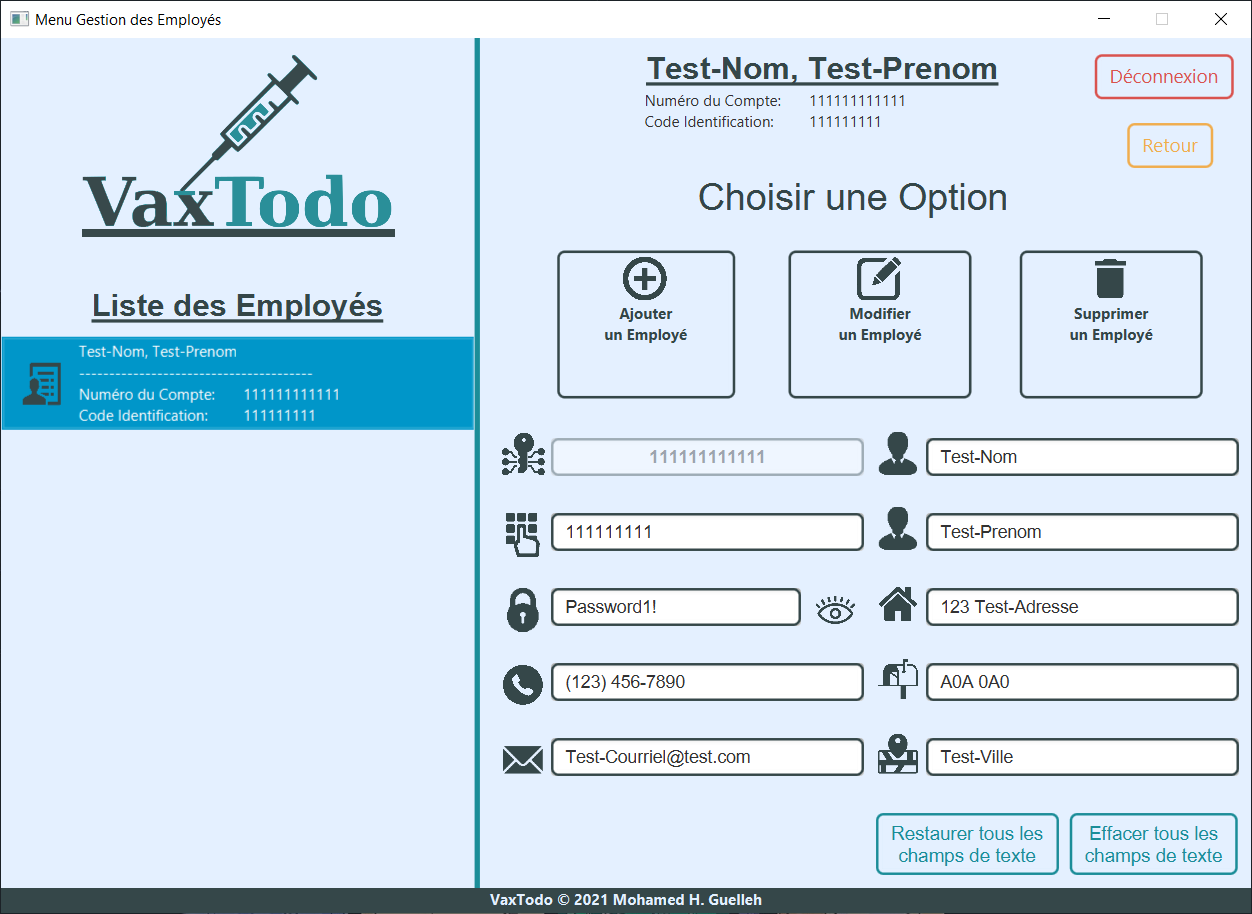 Menu Gestion des Employés
VaxTodo
Liste des Employés
Test-Nom, Test-Prenom
---------------------------------------
Numéro du Compte: 111111111111
Code Identification: 111111111
Test-Nom, Test-Prenom
Numéro du Compte: 111111111111
Code Identification: 111111111
Déconnexion
Retour
Choisir une Option
Ajouter
un Employé
Modifier
un Employé
Supprimer
un Employé
111111111111
Test-Nom
111111111
Test-Prenom
Password1!
123 Test-Adresse
(123) 456-7890
A0A 0A0
Test-Courriel@test.com
Test-Ville
Restaurer tous les
champs de texte
Effacer tous les
champs de texte
VaxTodo © 2021 Mohamed H. Guelleh